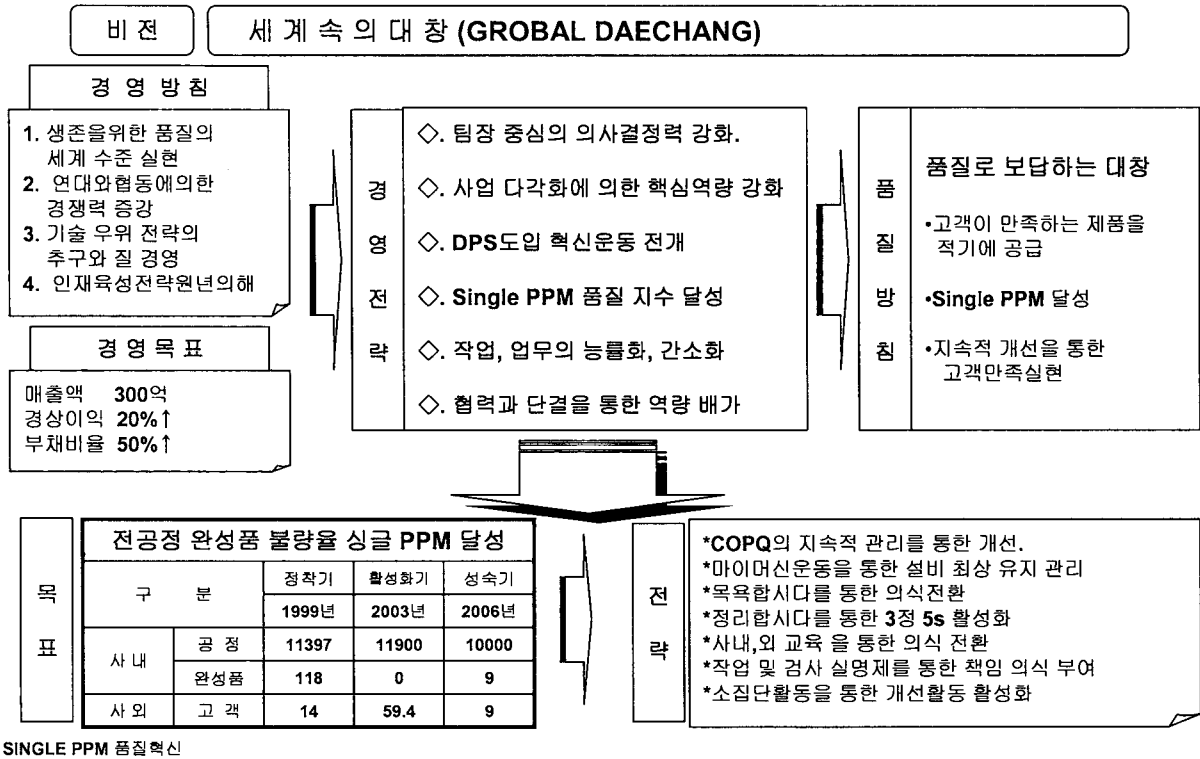 비 전
세 계 속 의 대 창 (GROBAL DAECHANG)
경 영 방 침
1. 생존을위한 품질의
세계 수준 실현
2. 연대와협동에의한
경쟁력 증강
3. 기술 우위 전략의
추구와 질 경영
4. 인재육성전략원년의해
경 영 목 표
매출액 300억
경상이익 20%↑
부채비율 50%↑
경
영
전
략
◇. 팀장 중심의 의사결정력 강화.
◇. 사업 다각화에 의한 핵심역량 강화
◇. DPS도입 혁신운동 전개
◇. Single PPM 품질 지수 달성
◇. 작업, 업무의 능률화, 간소화
◇. 협력과 단결을 통한 역량 배가
품
질
방
침
품질로 보답하는 대창
•고객이 만족하는 제품을
적기에 공급
•Single PPM 달성
•지속적 개선을 통한
고객만족실현
목
표
전공정 완성품 불량율 싱글 PPM 달성
구 분 정착기 활성화기 성숙기
1999년 2003년 2006년
사 내 공 정 11397 11900 10000
완성품 118 0 9
사 외 고 객 14 59.4 9
전
략
*COPQ의 지속적 관리를 통한 개선.
*마이머신운동을 통한 설비 최상 유지 관리
*목욕합시다를 통한 의식전환
*정리합시다를 통한 3정 5s 활성화
*사내,외 교육 을 통한 의식 전환
*작업 및 검사 실명제를 통한 책임 의식 부여
*소집단활동을 통한 개선활동 활성화
SINGLE PPM 품질혁신